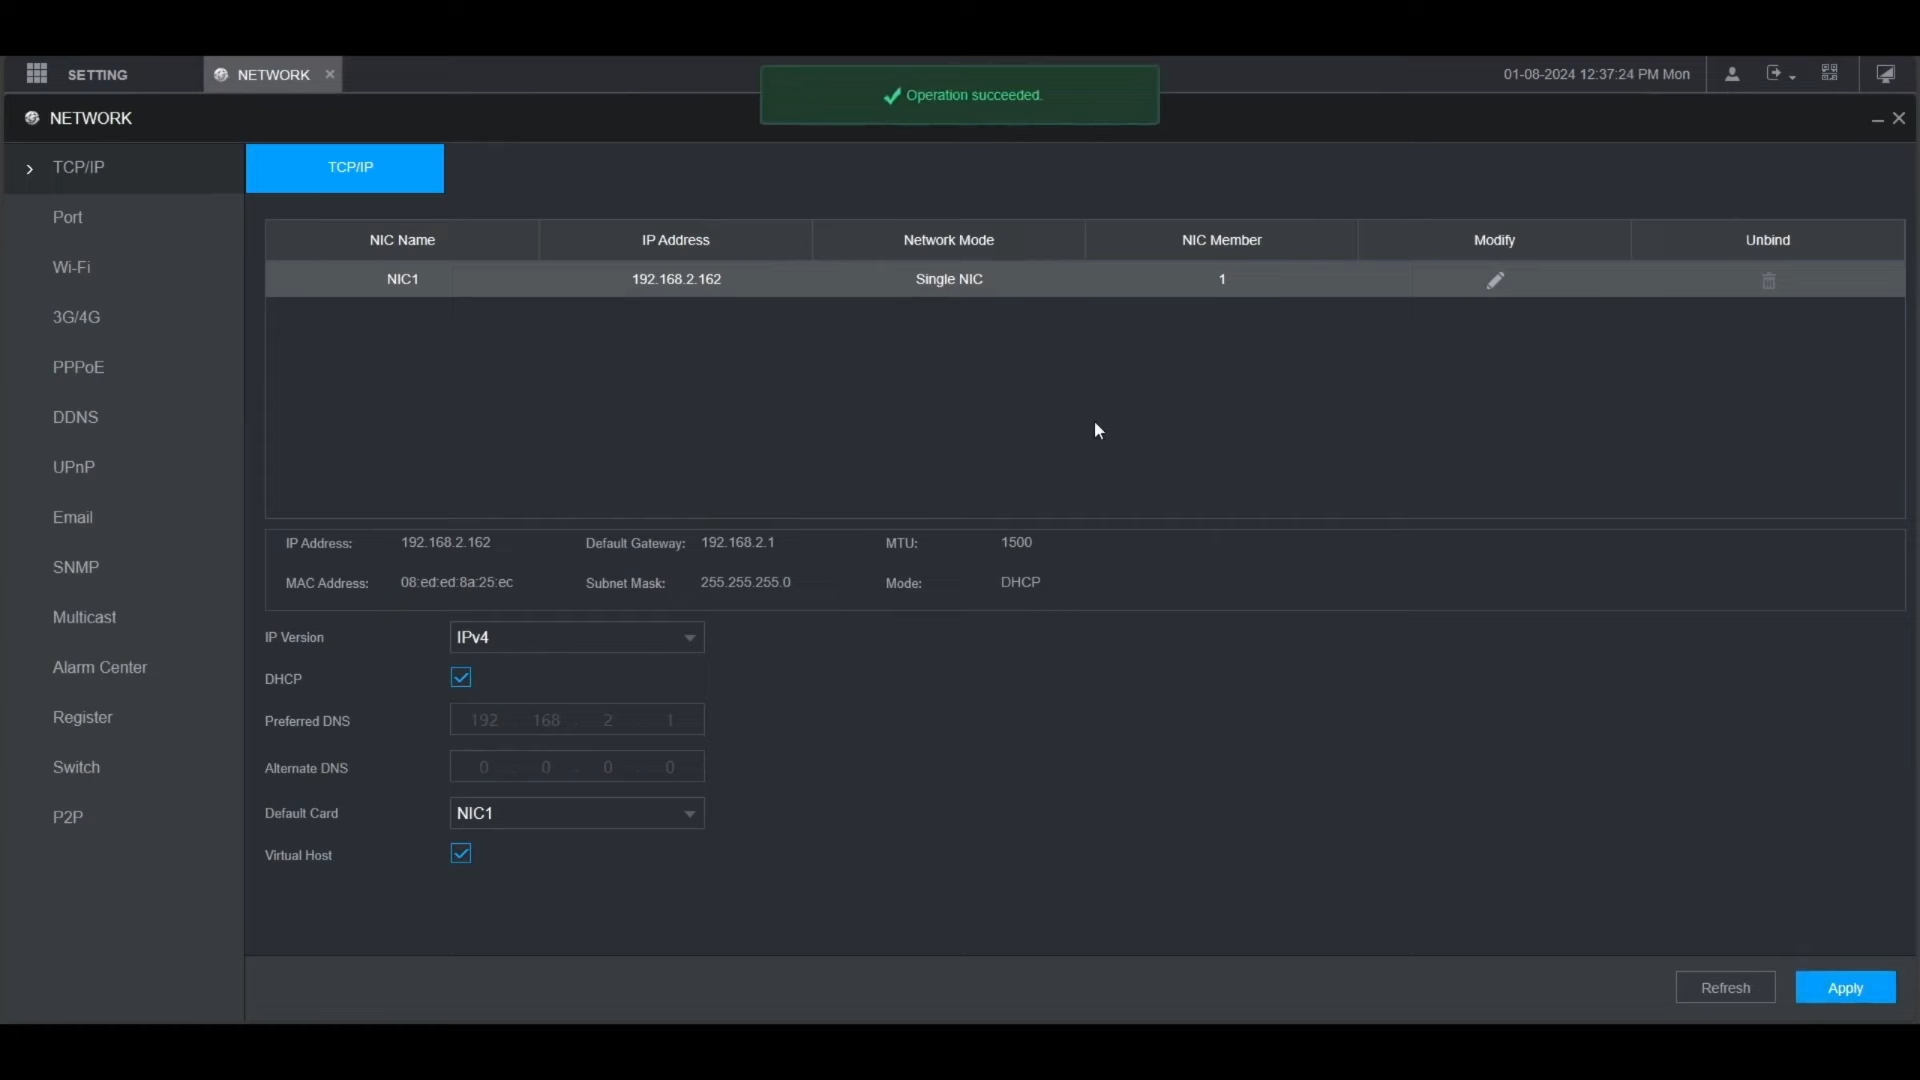 SETTING
NETWORK
Operation succeeded.
01-08-2024 12:37:24 PM Mon
NETWORK
TCP/IP
Port
Wi-Fi
3G/4G
PPPoE
DDNS
UPnP
Email
SNMP
Multicast
Alarm Center
Register
Switch
P2P
TCP/IP
NIC Name IP Address Network Mode NIC Member Modify Unbind
NIC1 192.168.2.162 Single NIC 1
IP Address: 192.168.2.162 Default Gateway: 192.168.2.1 MTU: 1500
MAC Address: 08:ed:ed:8a:25:ec Subnet Mask: 255.255.255.0 Mode: DHCP
IP Version IPv4
DHCP
Preferred DNS 192 . 168 . 2 . 1
Alternate DNS 0 . 0 . 0 . 0
Default Card NIC1
Virtual Host
Refresh Apply